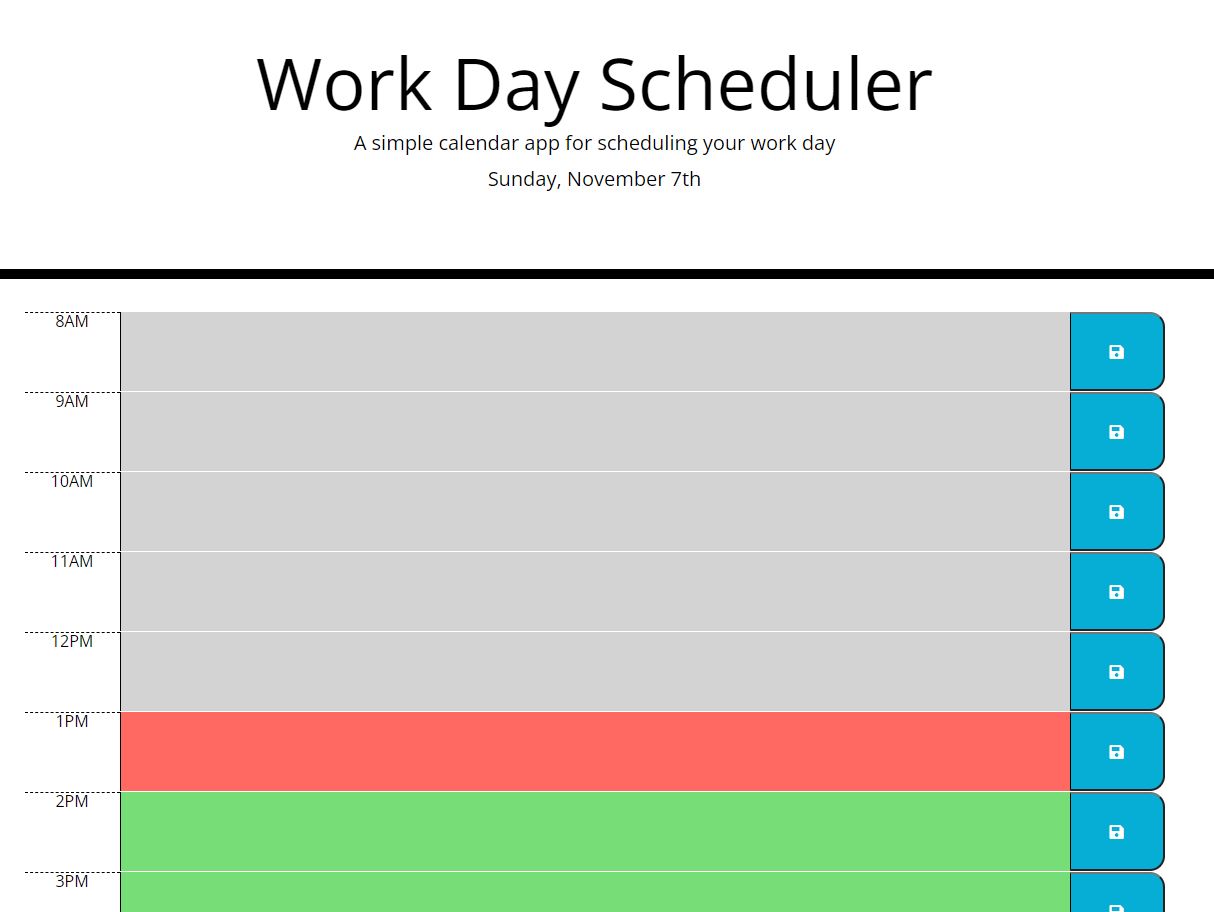 Work Day Scheduler
A simple calendar app for scheduling your work day
Sunday, November 7th
8AM
9AM
10AM
11AM
12PM
1PM
2PM
3PM